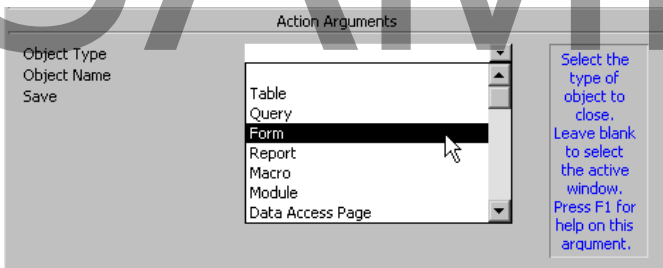 Action Arguments
Object Type
Object Name
Save
Table
Query
Form
Report
Macro
Module
Data Access Page
Select the
type of
object to
close.
Leave blank
to select
the active
window.
Press F1 for
help on this
argument.